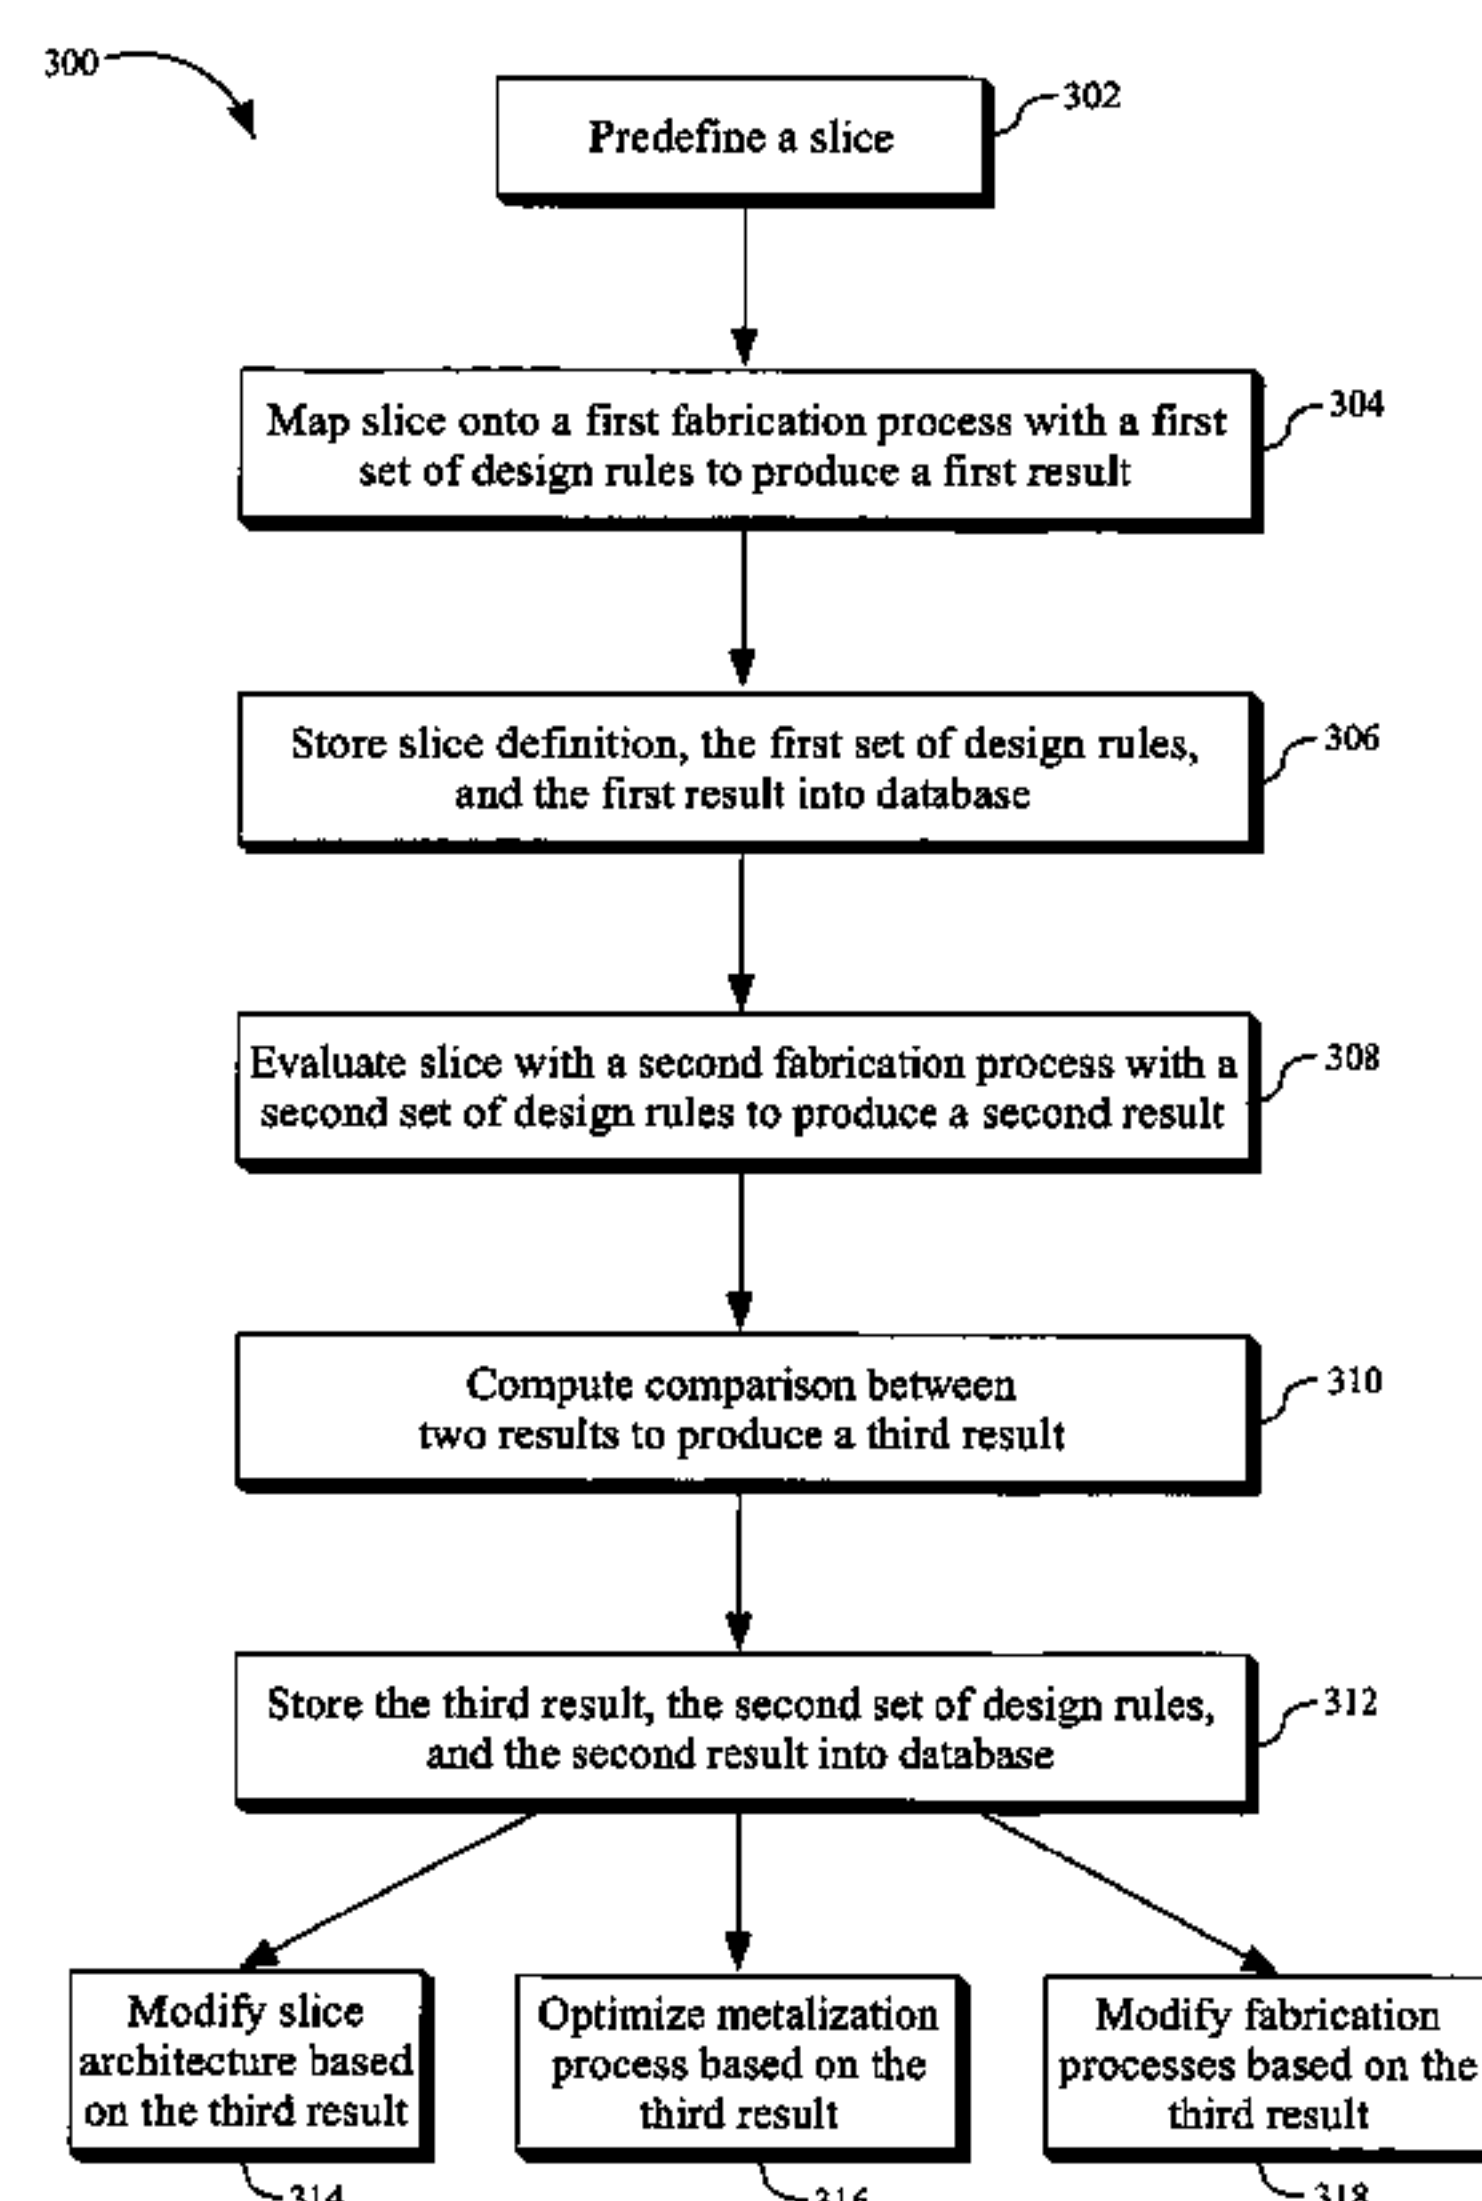 300
302
Predefine a slice
304
Map slice onto a first fabrication process with a first
set of design rules to produce a first result
306
Store slice definition, the first set of design rules,
and the first result into database
308
Evaluate slice with a second fabrication process with a
second set of design rules to produce a second result
310
Compute comparison between
two results to produce a third result
312
Store the third result, the second set of design rules,
and the second result into database
Modify slice
architecture based
on the third result
314
Optimize metalization
process based on the
third result
316
Modify fabrication
processes based on the
third result
318